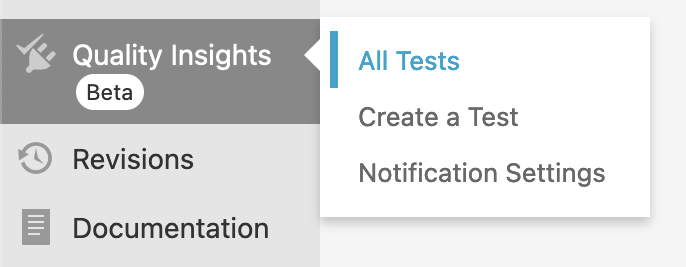 Quality Insights
Beta
Revisions
Documentation
All Tests
Create a Test
Notification Settings